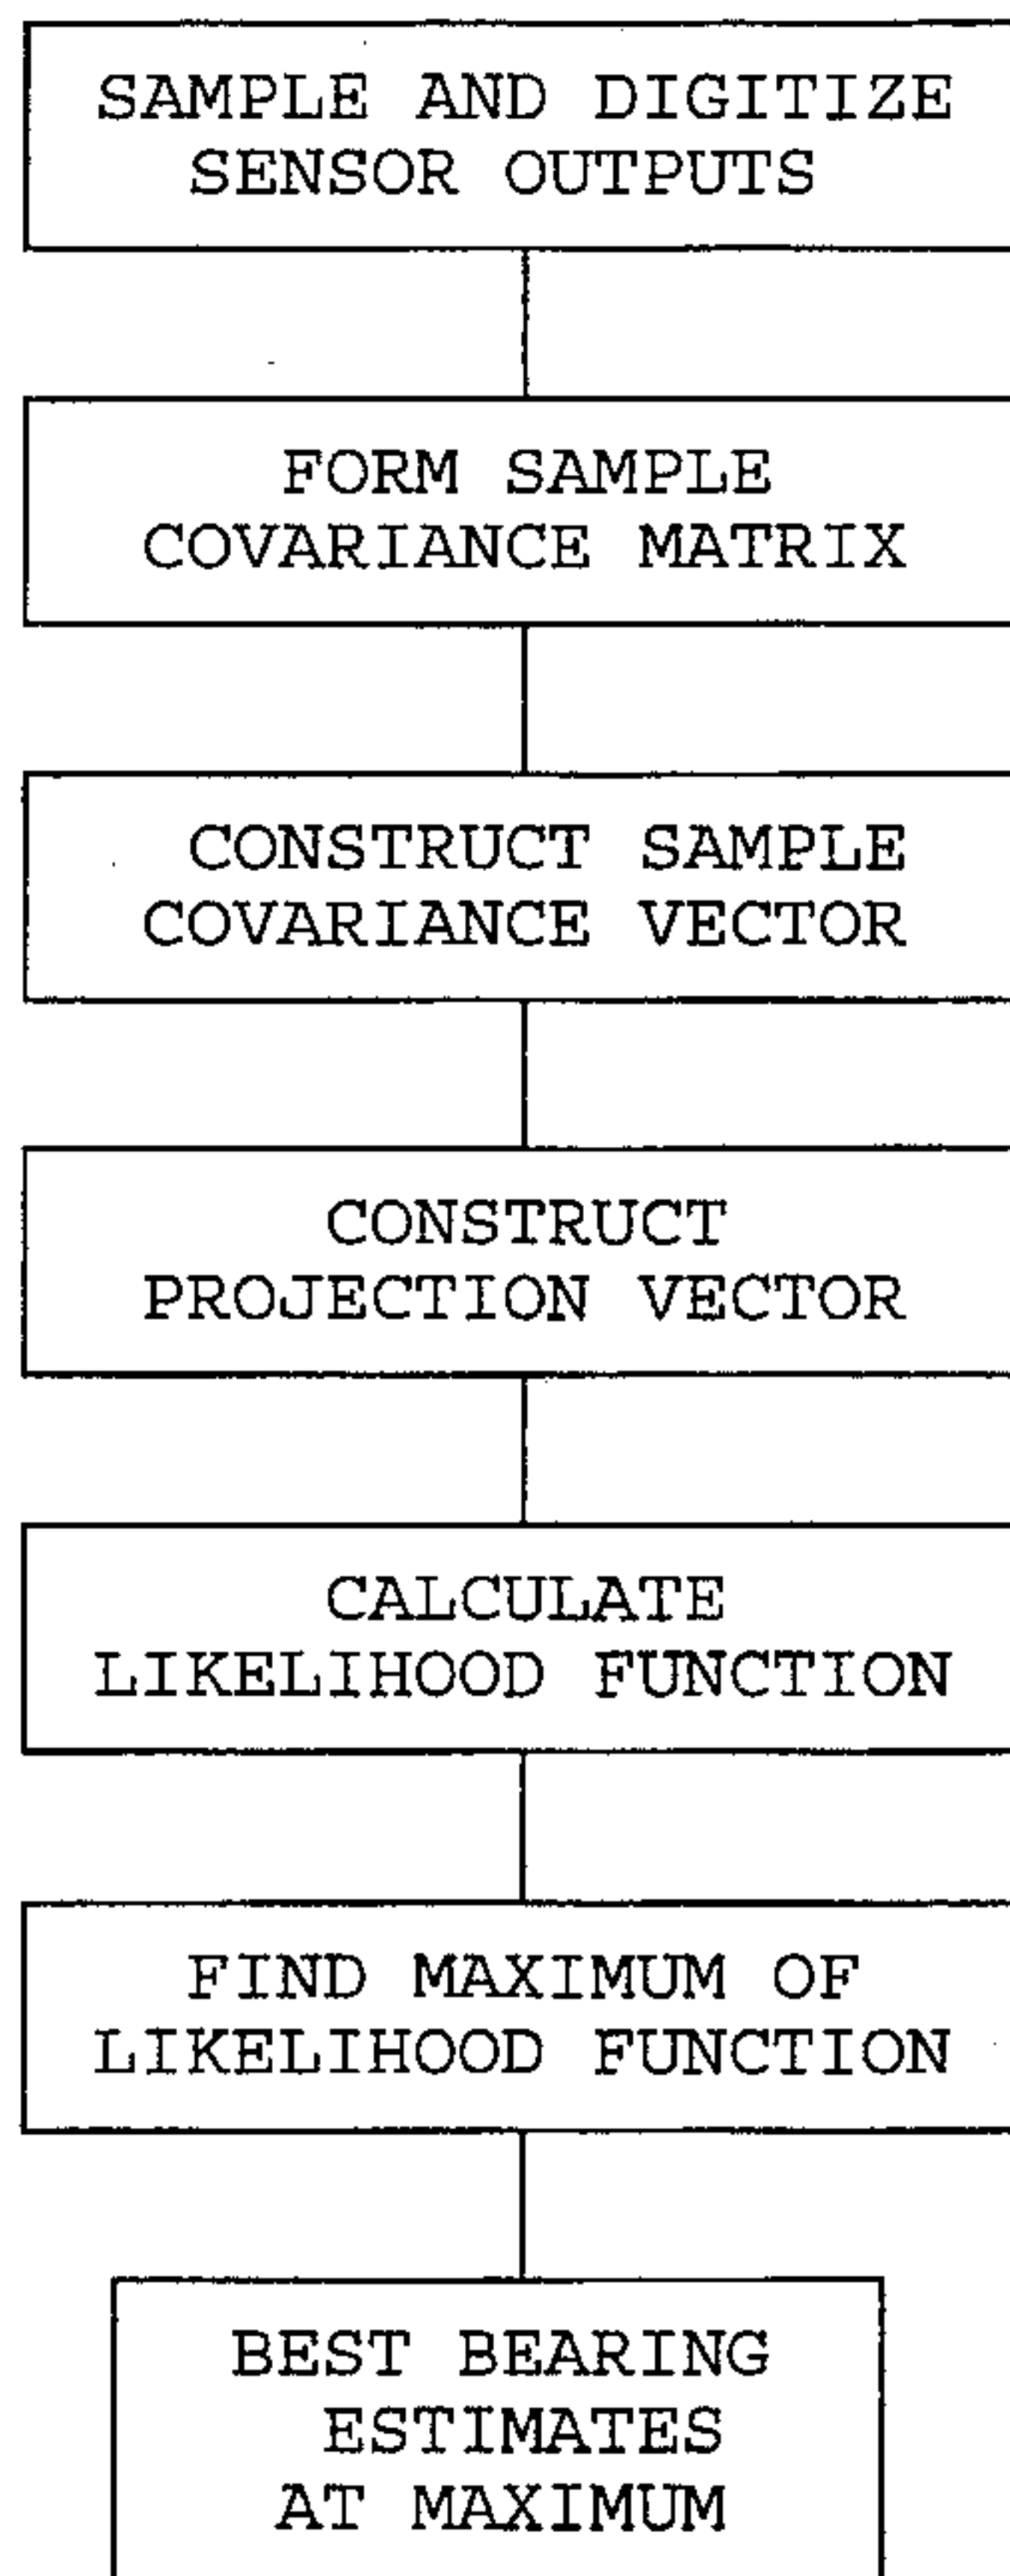 SAMPLE AND DIGITIZE
SENSOR OUTPUTS
FORM SAMPLE
COVARIANCE MATRIX
CONSTRUCT SAMPLE
COVARIANCE VECTOR
CONSTRUCT
PROJECTION VECTOR
CALCULATE
LIKELIHOOD FUNCTION
FIND MAXIMUM OF
LIKELIHOOD FUNCTION
BEST BEARING
ESTIMATES
AT MAXIMUM